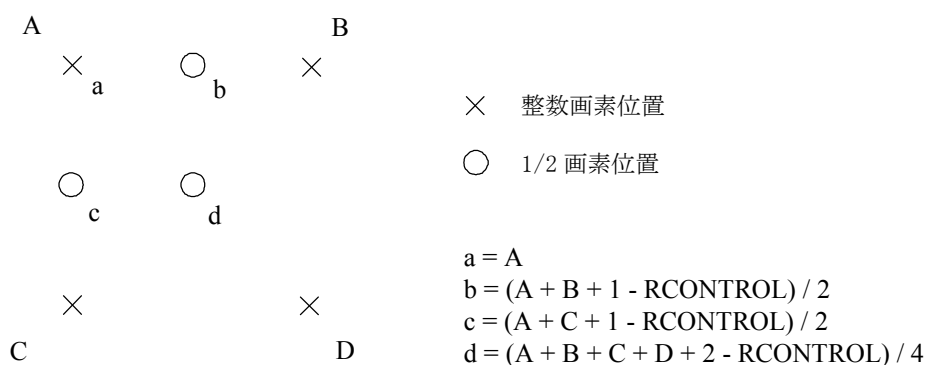 A
B
a
b
整数画素位置
1/2 画素位置
c
d
a = A
b = (A + B + 1 - RCONTROL) / 2
c = (A + C + 1 - RCONTROL) / 2
C
D
d = (A + B + C + D + 2 - RCONTROL) / 4